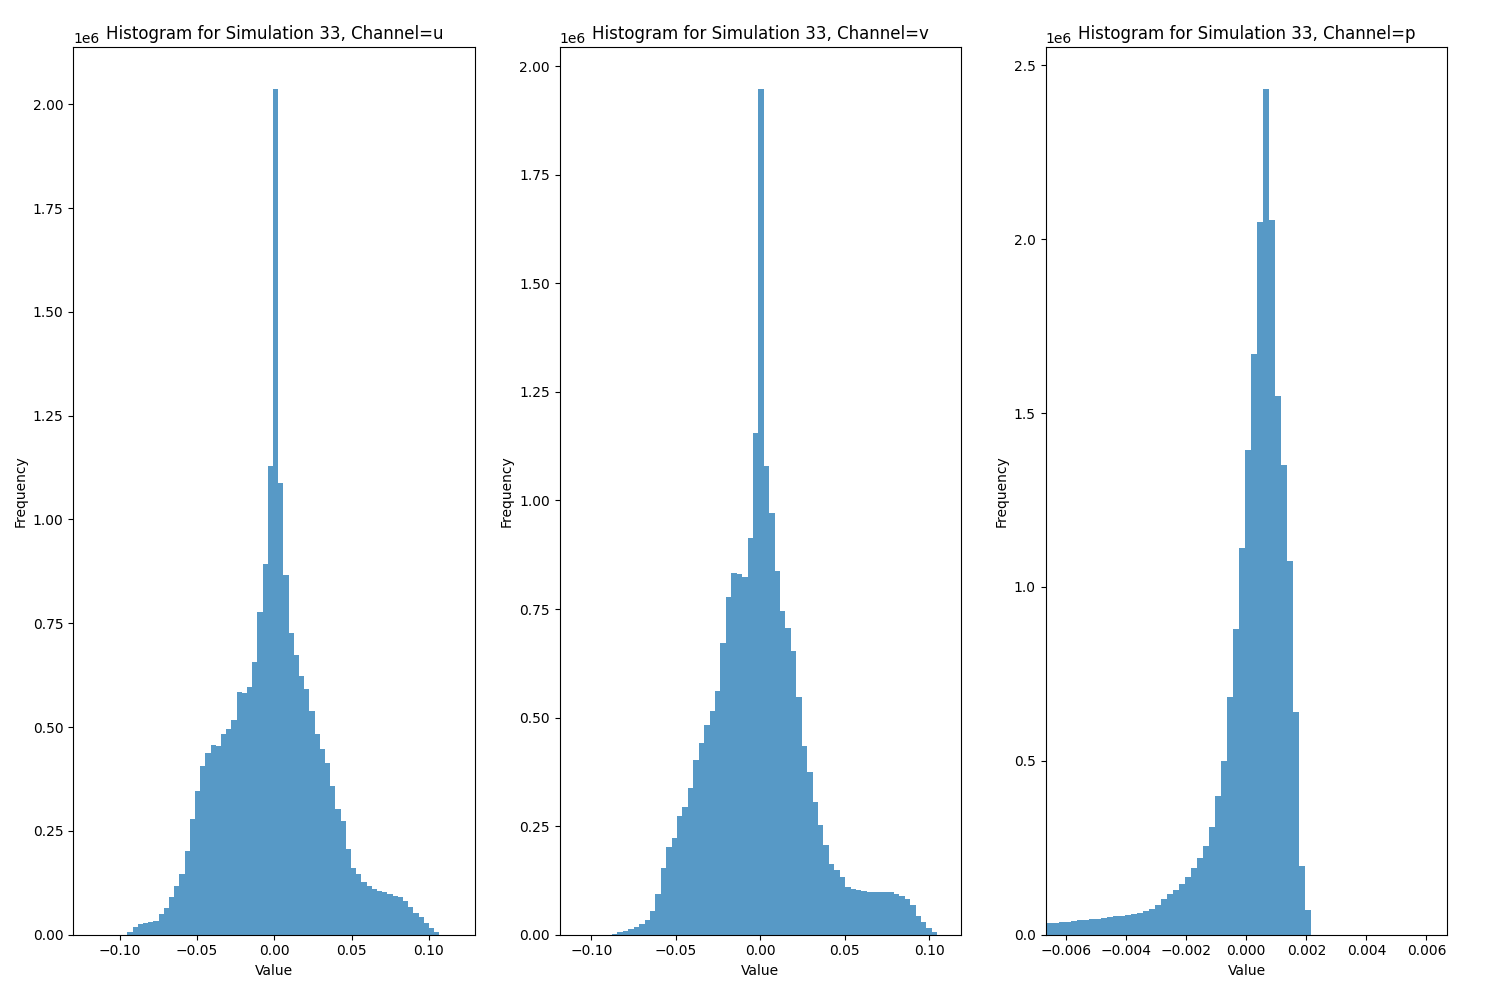 Histogram for Simulation 33, Channel=u
1e6
2.00
1.75
1.50
1.25
1.00
0.75
0.50
0.25
0.00
Frequency
−0.10 −0.05 0.00 0.05 0.10
Value
Histogram for Simulation 33, Channel=v
1e6
2.00
1.75
1.50
1.25
1.00
0.75
0.50
0.25
0.00
Frequency
−0.10 −0.05 0.00 0.05 0.10
Value
Histogram for Simulation 33, Channel=p
1e6
2.5
2.0
1.5
1.0
0.5
0.0
Frequency
−0.006 −0.004 −0.002 0.000 0.002 0.004 0.006
Value